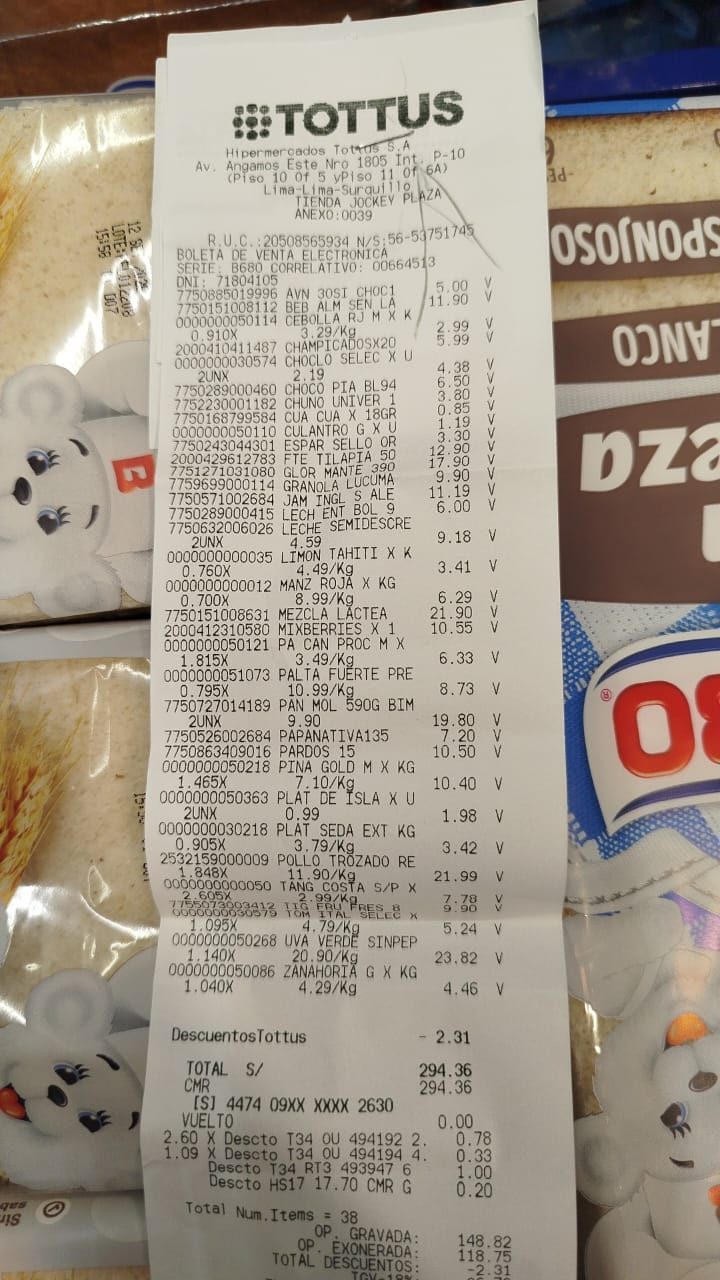 TOTTUS
Hipermercados Tottus S.A
Av. Angamos Este Nro 1805 Int. P-10
(Piso 10 Of 5 yPiso 11 Of 6A)
Lima-Lima-Surquillo
TIENDA JOCKEY PLAZA
ANEXO:0039
R.U.C.:20508565934 N/S:56-53751745
BOLETA DE VENTA ELECTRONICA
SERIE: B680 CORRELATIVO: 00664513
DNI: 71804105
7750885019996 AVN 30SI CHOC1 5.00 V
7750151008112 BEB ALM SEN LA 11.90 V
0000000050114 CEBOLLA RJ M X K
0.910X 3.29/Kg 2.99 V
2000410411487 CHAMPICADOSX20 5.99 V
0000000030574 CHOCLO SELEC X U
2UNX 2.19 4.38 V
7750289000460 CHOCO PIA BL94 6.50 V
7752230001182 CHUNO UNIVER 1 3.80 V
7750168799584 CUA CUA X 18GR 0.85 V
0000000050110 CULANTRO G X U 1.19 V
7750243044301 ESPAR SELLO OR 3.30 V
2000429612783 FTE TILAPIA 50 12.90 V
7751271031080 GLOR MANTE 390 17.90 V
7759699000114 GRANOLA LUCUMA 9.90 V
7750571002684 JAM INGL S ALE 11.19 V
7750289000415 LECH ENT BOL 9 6.00 V
7750632006026 LECHE SEMIDESCRE
2UNX 4.59 9.18 V
0000000000035 LIMON TAHITI X K
0.760X 4.49/Kg 3.41 V
0000000000012 MANZ ROJA X KG
0.700X 8.99/Kg 6.29 V
7750151008631 MEZCLA LACTEA 21.90 V
2000412310580 MIXBERRIES X 1 10.55 V
0000000050121 PA CAN PROC M X
1.815X 3.49/Kg 6.33 V
0000000051073 PALTA FUERTE PRE
0.795X 10.99/Kg 8.73 V
7750727014189 PAN MOL 590G BIM
2UNX 9.90 19.80 V
7750526002684 PAPANATIVA135 7.20 V
7750863409016 PARDOS 15 10.50 V
0000000050218 PINA GOLD M X KG
1.465X 7.10/Kg 10.40 V
0000000050363 PLAT DE ISLA X U
2UNX 0.99 1.98 V
0000000030218 PLAT SEDA EXT KG
0.905X 3.79/Kg 3.42 V
2532159000009 POLLO TROZADO RE
1.848X 11.90/Kg 21.99 V
0000000000050 TANG COSTA S/P X
2.605X 2.99/Kg 7.78 V
7755073003412 TIG FRU FRES 8 9.90 V
0000000030579 TOM ITAL SELEC X
1.095X 4.79/Kg 5.24 V
0000000050268 UVA VERDE SINPEP
1.140X 20.90/Kg 23.82 V
0000000050086 ZANAHORIA G X KG
1.040X 4.29/Kg 4.46 V
DescuentosTottus - 2.31
TOTAL S/ 294.36
CMR 294.36
[S] 4474 09XX XXXX 2630
VUELTO 0.00
2.60 X Descto T34 OU 494192 2. 0.78
1.09 X Descto T34 OU 494194 4. 0.33
Descto T34 RT3 493947 6 1.00
Descto HS17 17.70 CMR G 0.20
Total Num.Items = 38
OP. GRAVADA: 148.82
OP. EXONERADA: 118.75
TOTAL DESCUENTOS: -2.31
IGV-18%
15:58
007
SPONJOSO
LANCO
eza
BO
®
B